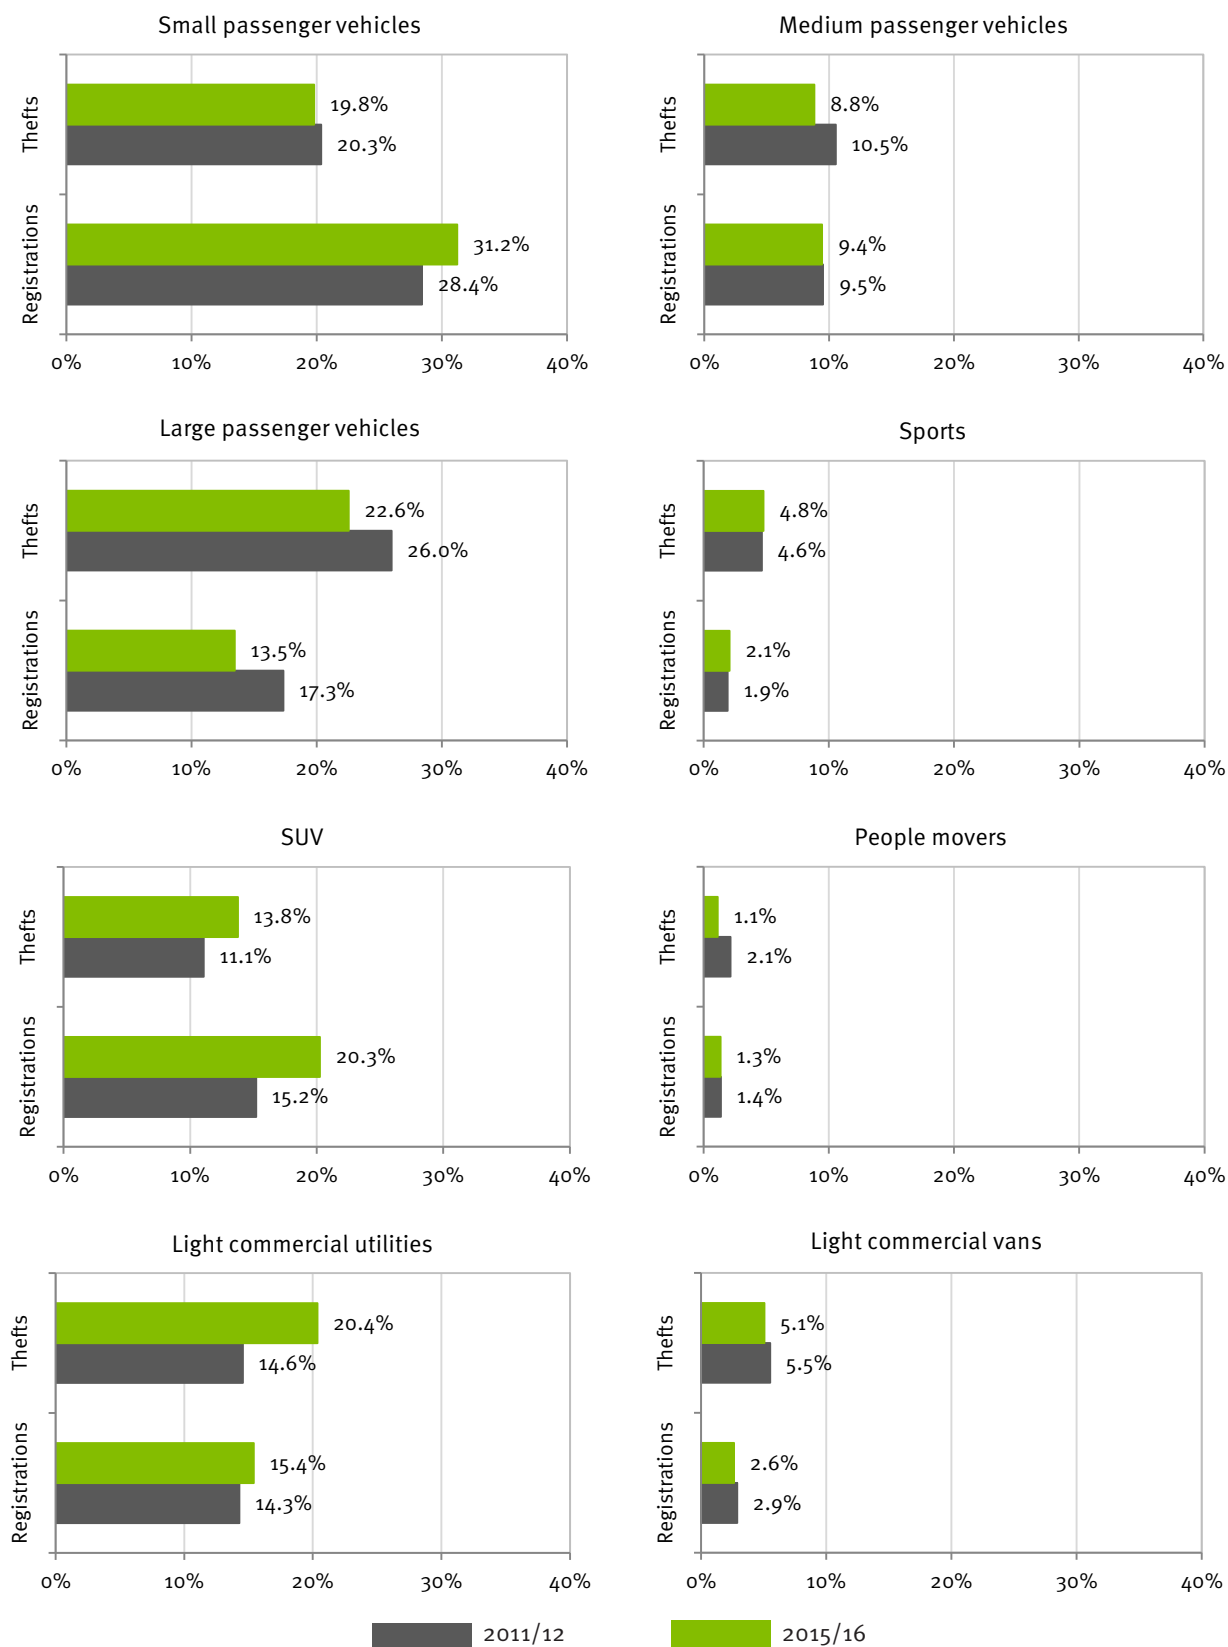 Small passenger vehicles
Thefts
19.8%
20.3%
Registrations
31.2%
28.4%
0% 10% 20% 30% 40%
Medium passenger vehicles
Thefts
8.8%
10.5%
Registrations
9.4%
9.5%
0% 10% 20% 30% 40%
Large passenger vehicles
Thefts
22.6%
26.0%
Registrations
13.5%
17.3%
0% 10% 20% 30% 40%
Sports
Thefts
4.8%
4.6%
Registrations
2.1%
1.9%
0% 10% 20% 30% 40%
SUV
Thefts
13.8%
11.1%
Registrations
20.3%
15.2%
0% 10% 20% 30% 40%
People movers
Thefts
1.1%
2.1%
Registrations
1.3%
1.4%
0% 10% 20% 30% 40%
Light commercial utilities
Thefts
20.4%
14.6%
Registrations
15.4%
14.3%
0% 10% 20% 30% 40%
Light commercial vans
Thefts
5.1%
5.5%
Registrations
2.6%
2.9%
0% 10% 20% 30% 40%
2011/12 2015/16